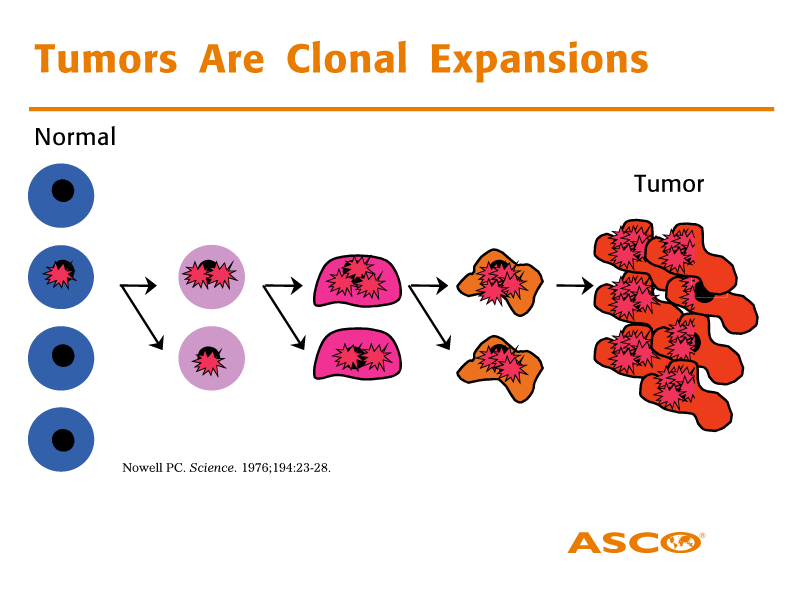 Tumors Are Clonal Expansions
Normal
Tumor
Nowell PC. Science. 1976;194:23-28.
ASCO®